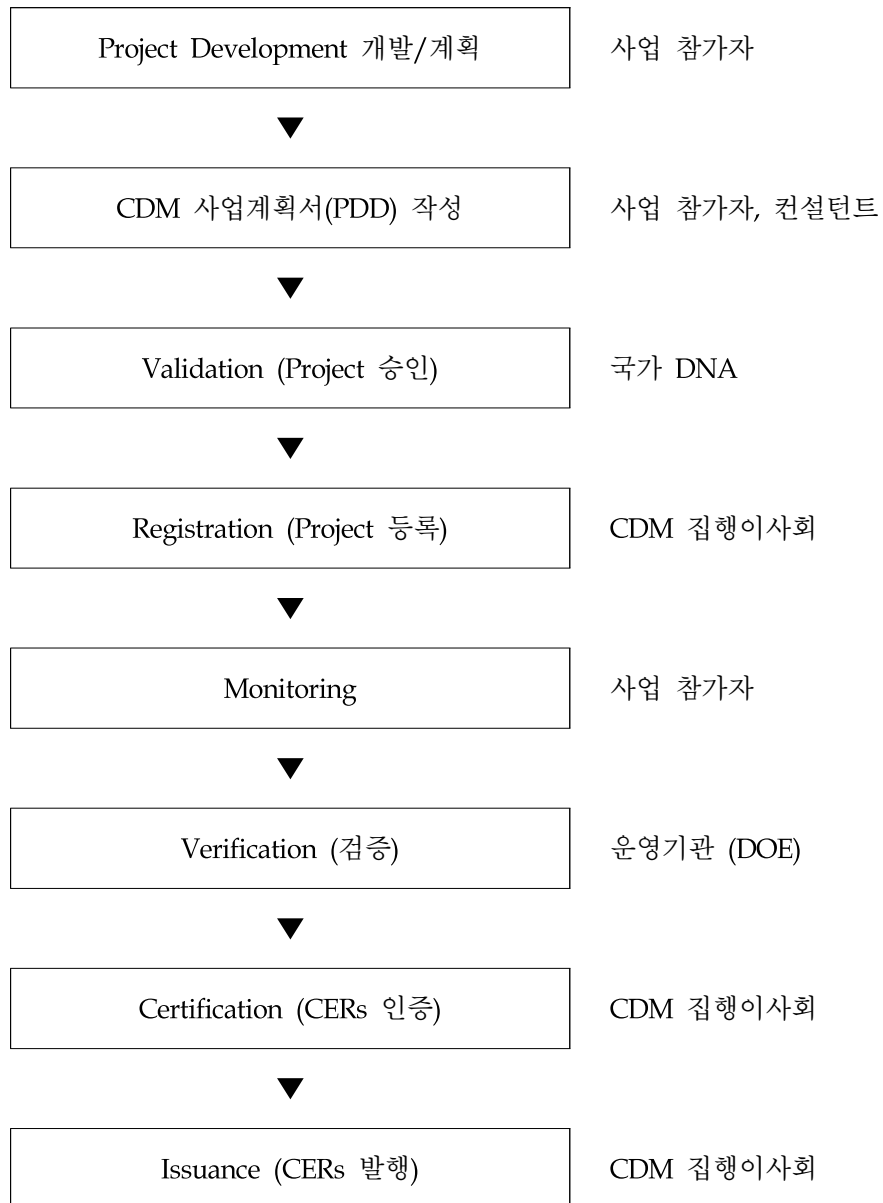 Project Development 개발/계획 사업 참가자
▼
CDM 사업계획서(PDD) 작성 사업 참가자, 컨설턴트
▼
Validation (Project 승인) 국가 DNA
▼
Registration (Project 등록) CDM 집행이사회
▼
Monitoring 사업 참가자
▼
Verification (검증) 운영기관 (DOE)
▼
Certification (CERs 인증) CDM 집행이사회
▼
Issuance (CERs 발행) CDM 집행이사회